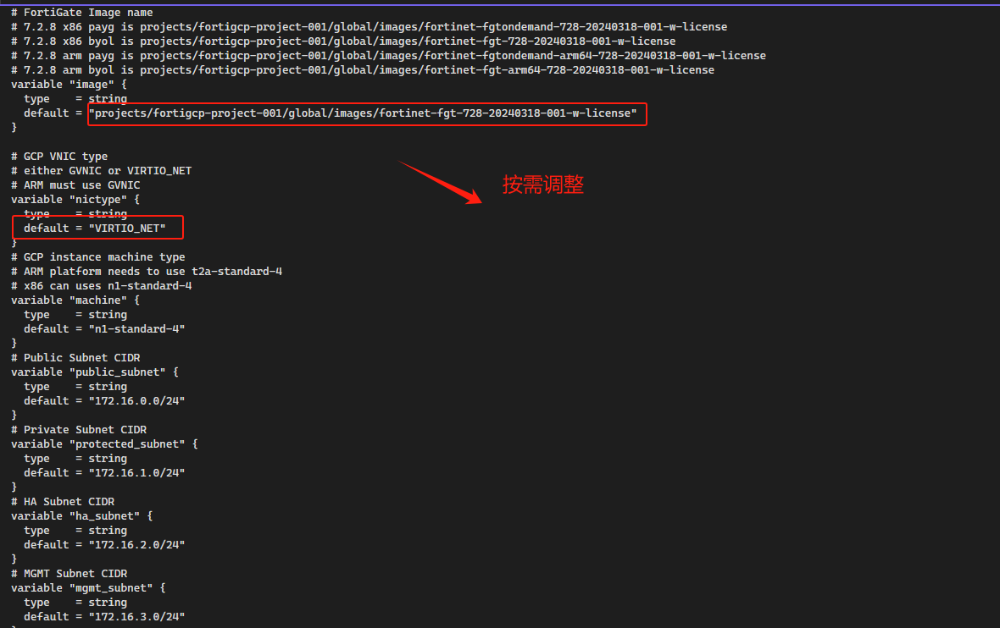 # FortiGate Image name
# 7.2.8 x86 payg is projects/fortigcp-project-001/global/images/fortinet-fgtondemand-728-20240318-001-w-license
# 7.2.8 x86 byol is projects/fortigcp-project-001/global/images/fortinet-fgt-728-20240318-001-w-license
# 7.2.8 arm payg is projects/fortigcp-project-001/global/images/fortinet-fgtondemand-arm64-728-20240318-001-w-license
# 7.2.8 arm byol is projects/fortigcp-project-001/global/images/fortinet-fgt-arm64-728-20240318-001-w-license
variable "image" {
  type    = string
  default = "projects/fortigcp-project-001/global/images/fortinet-fgt-728-20240318-001-w-license"
}
# GCP VNIC type
# either GVNIC or VIRTIO_NET
按需调整
# ARM must use GVNIC
variable "nictype" {
  type    = string
  default = "VIRTIO_NET"
}
# GCP instance machine type
# ARM platform needs to use t2a-standard-4
# x86 can uses n1-standard-4
variable "machine" {
  type    = string
  default = "n1-standard-4"
}
# Public Subnet CIDR
variable "public_subnet" {
  type    = string
  default = "172.16.0.0/24"
}
# Private Subnet CIDR
variable "protected_subnet" {
  type    = string
  default = "172.16.1.0/24"
}
# HA Subnet CIDR
variable "ha_subnet" {
  type    = string
  default = "172.16.2.0/24"
}
# MGMT Subnet CIDR
variable "mgmt_subnet" {
  type    = string
  default = "172.16.3.0/24"